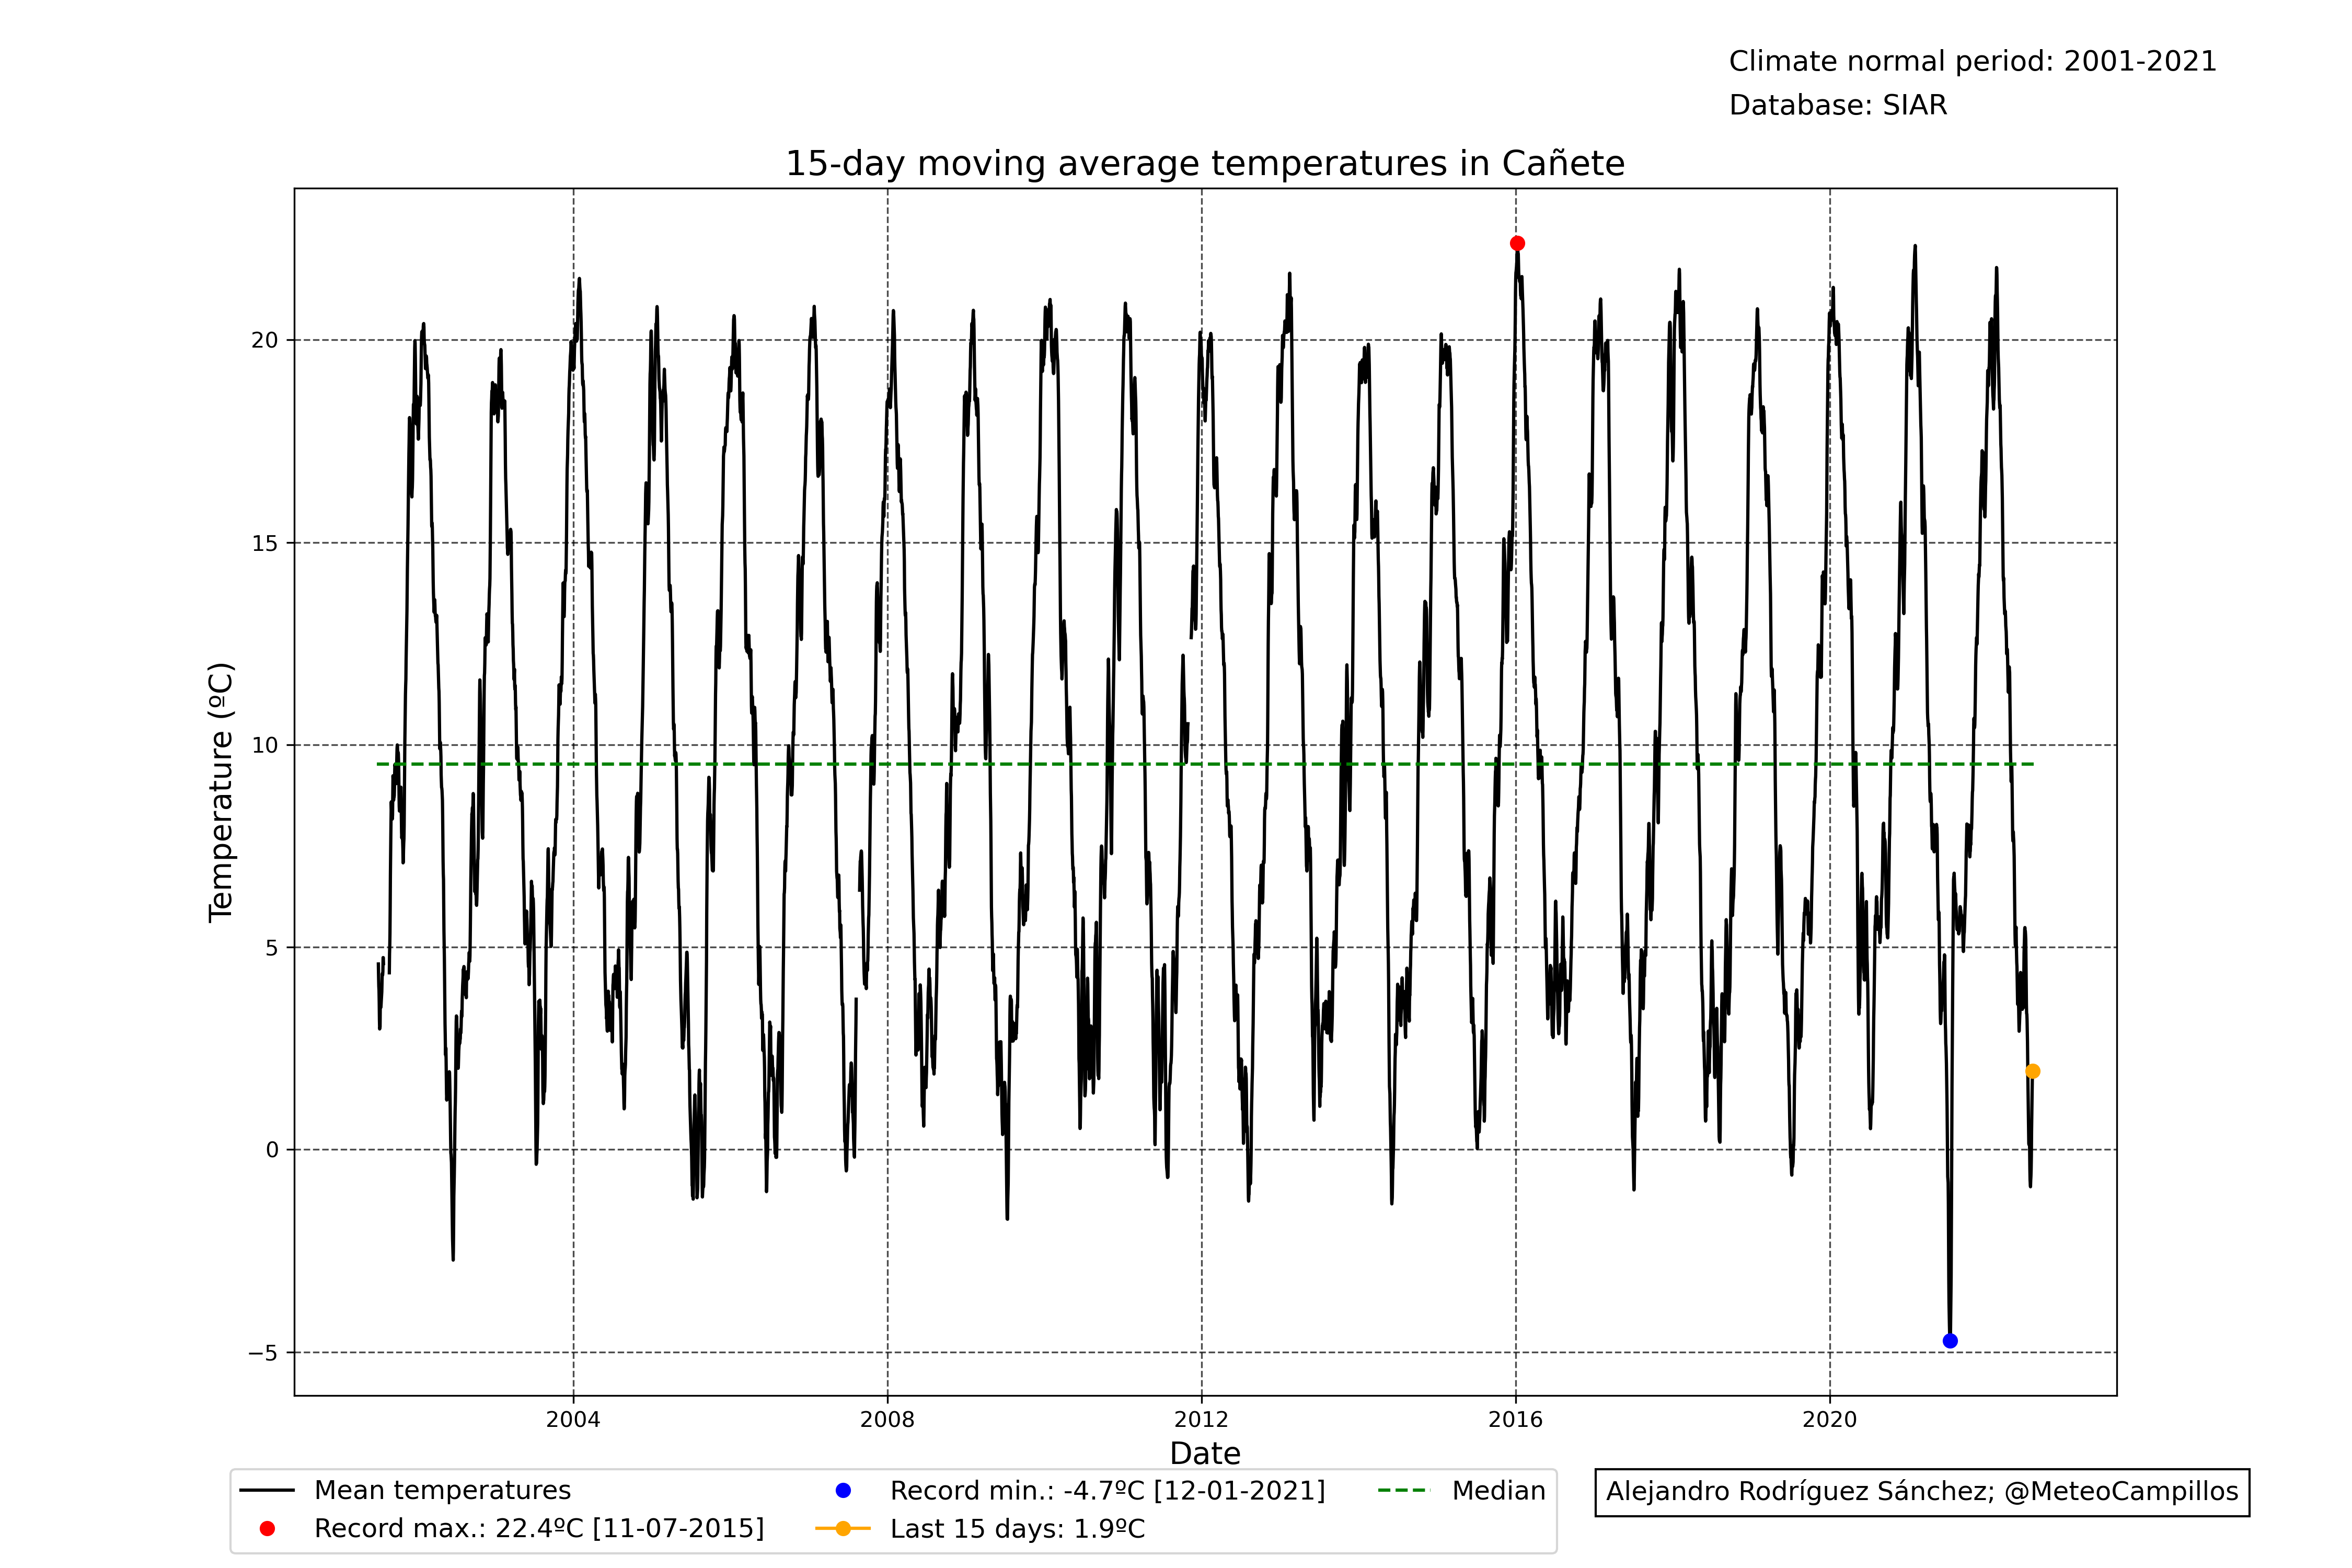 Climate normal period: 2001-2021
Database: SIAR
15-day moving average temperatures in Cañete
Temperature (ºC)
20
15
10
5
0
−5
2004 2008 2012 2016 2020
Date
Mean temperatures
Record max.: 22.4ºC [11-07-2015]
Record min.: -4.7ºC [12-01-2021]
Last 15 days: 1.9ºC
Median
Alejandro Rodríguez Sánchez; @MeteoCampillos